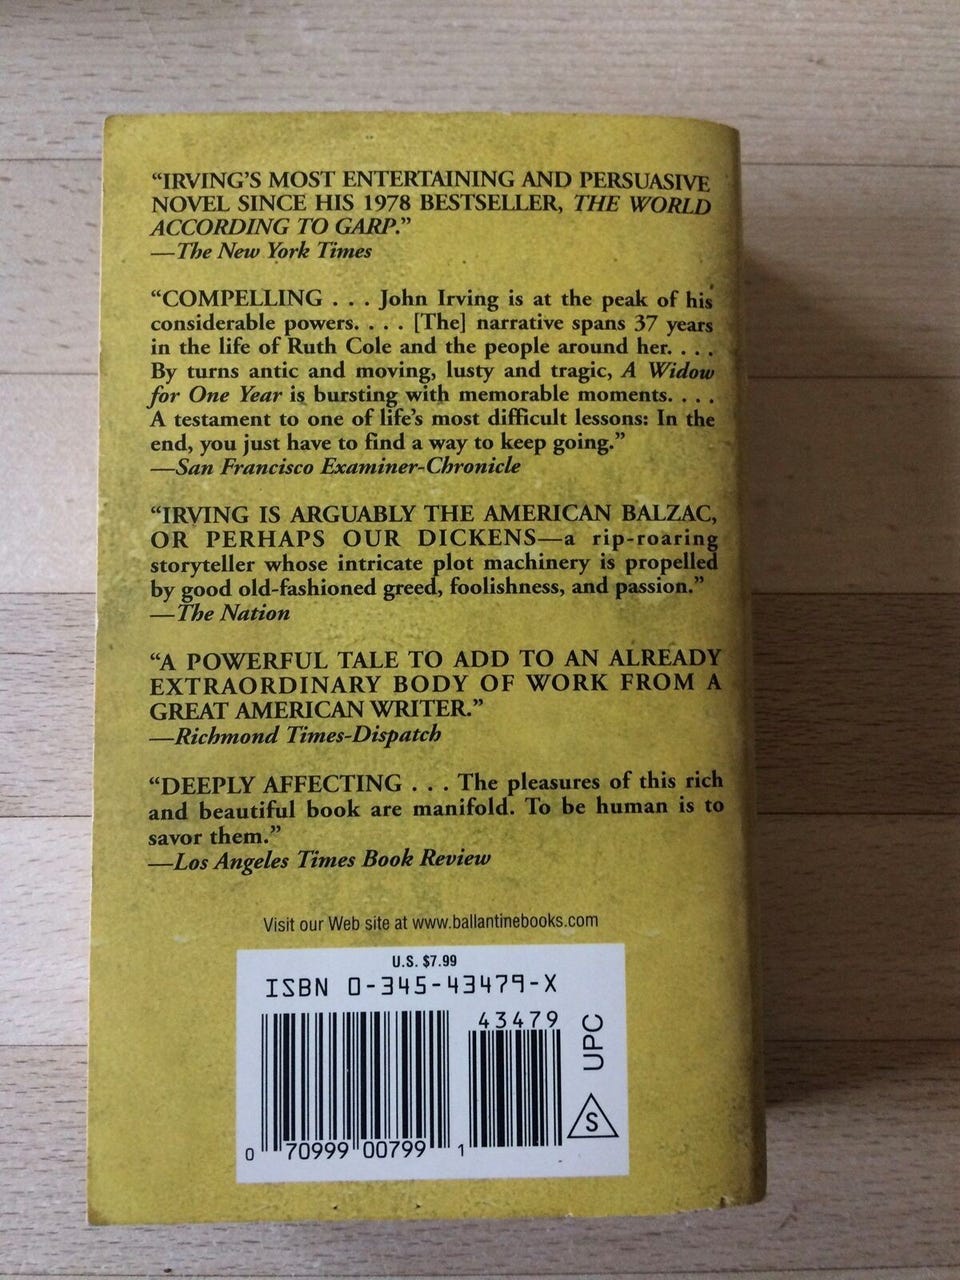 “IRVING’S MOST ENTERTAINING AND PERSUASIVE
NOVEL SINCE HIS 1978 BESTSELLER, THE WORLD
ACCORDING TO GARP.”
—The New York Times
“COMPELLING . . . John Irving is at the peak of his
considerable powers. . . . [The] narrative spans 37 years
in the life of Ruth Cole and the people around her. . . .
By turns antic and moving, lusty and tragic, A Widow
for One Year is bursting with memorable moments. . . .
A testament to one of life’s most difficult lessons: In the
end, you just have to find a way to keep going.”
—San Francisco Examiner-Chronicle
“IRVING IS ARGUABLY THE AMERICAN BALZAC,
OR PERHAPS OUR DICKENS—a rip-roaring
storyteller whose intricate plot machinery is propelled
by good old-fashioned greed, foolishness, and passion.”
—The Nation
“A POWERFUL TALE TO ADD TO AN ALREADY
EXTRAORDINARY BODY OF WORK FROM A
GREAT AMERICAN WRITER.”
—Richmond Times-Dispatch
“DEEPLY AFFECTING . . . The pleasures of this rich
and beautiful book are manifold. To be human is to
savor them.”
—Los Angeles Times Book Review
Visit our Web site at www.ballantinebooks.com
U.S. $7.99
ISBN 0-345-43479-X
43479
UPC
S
0 70999 00799 1